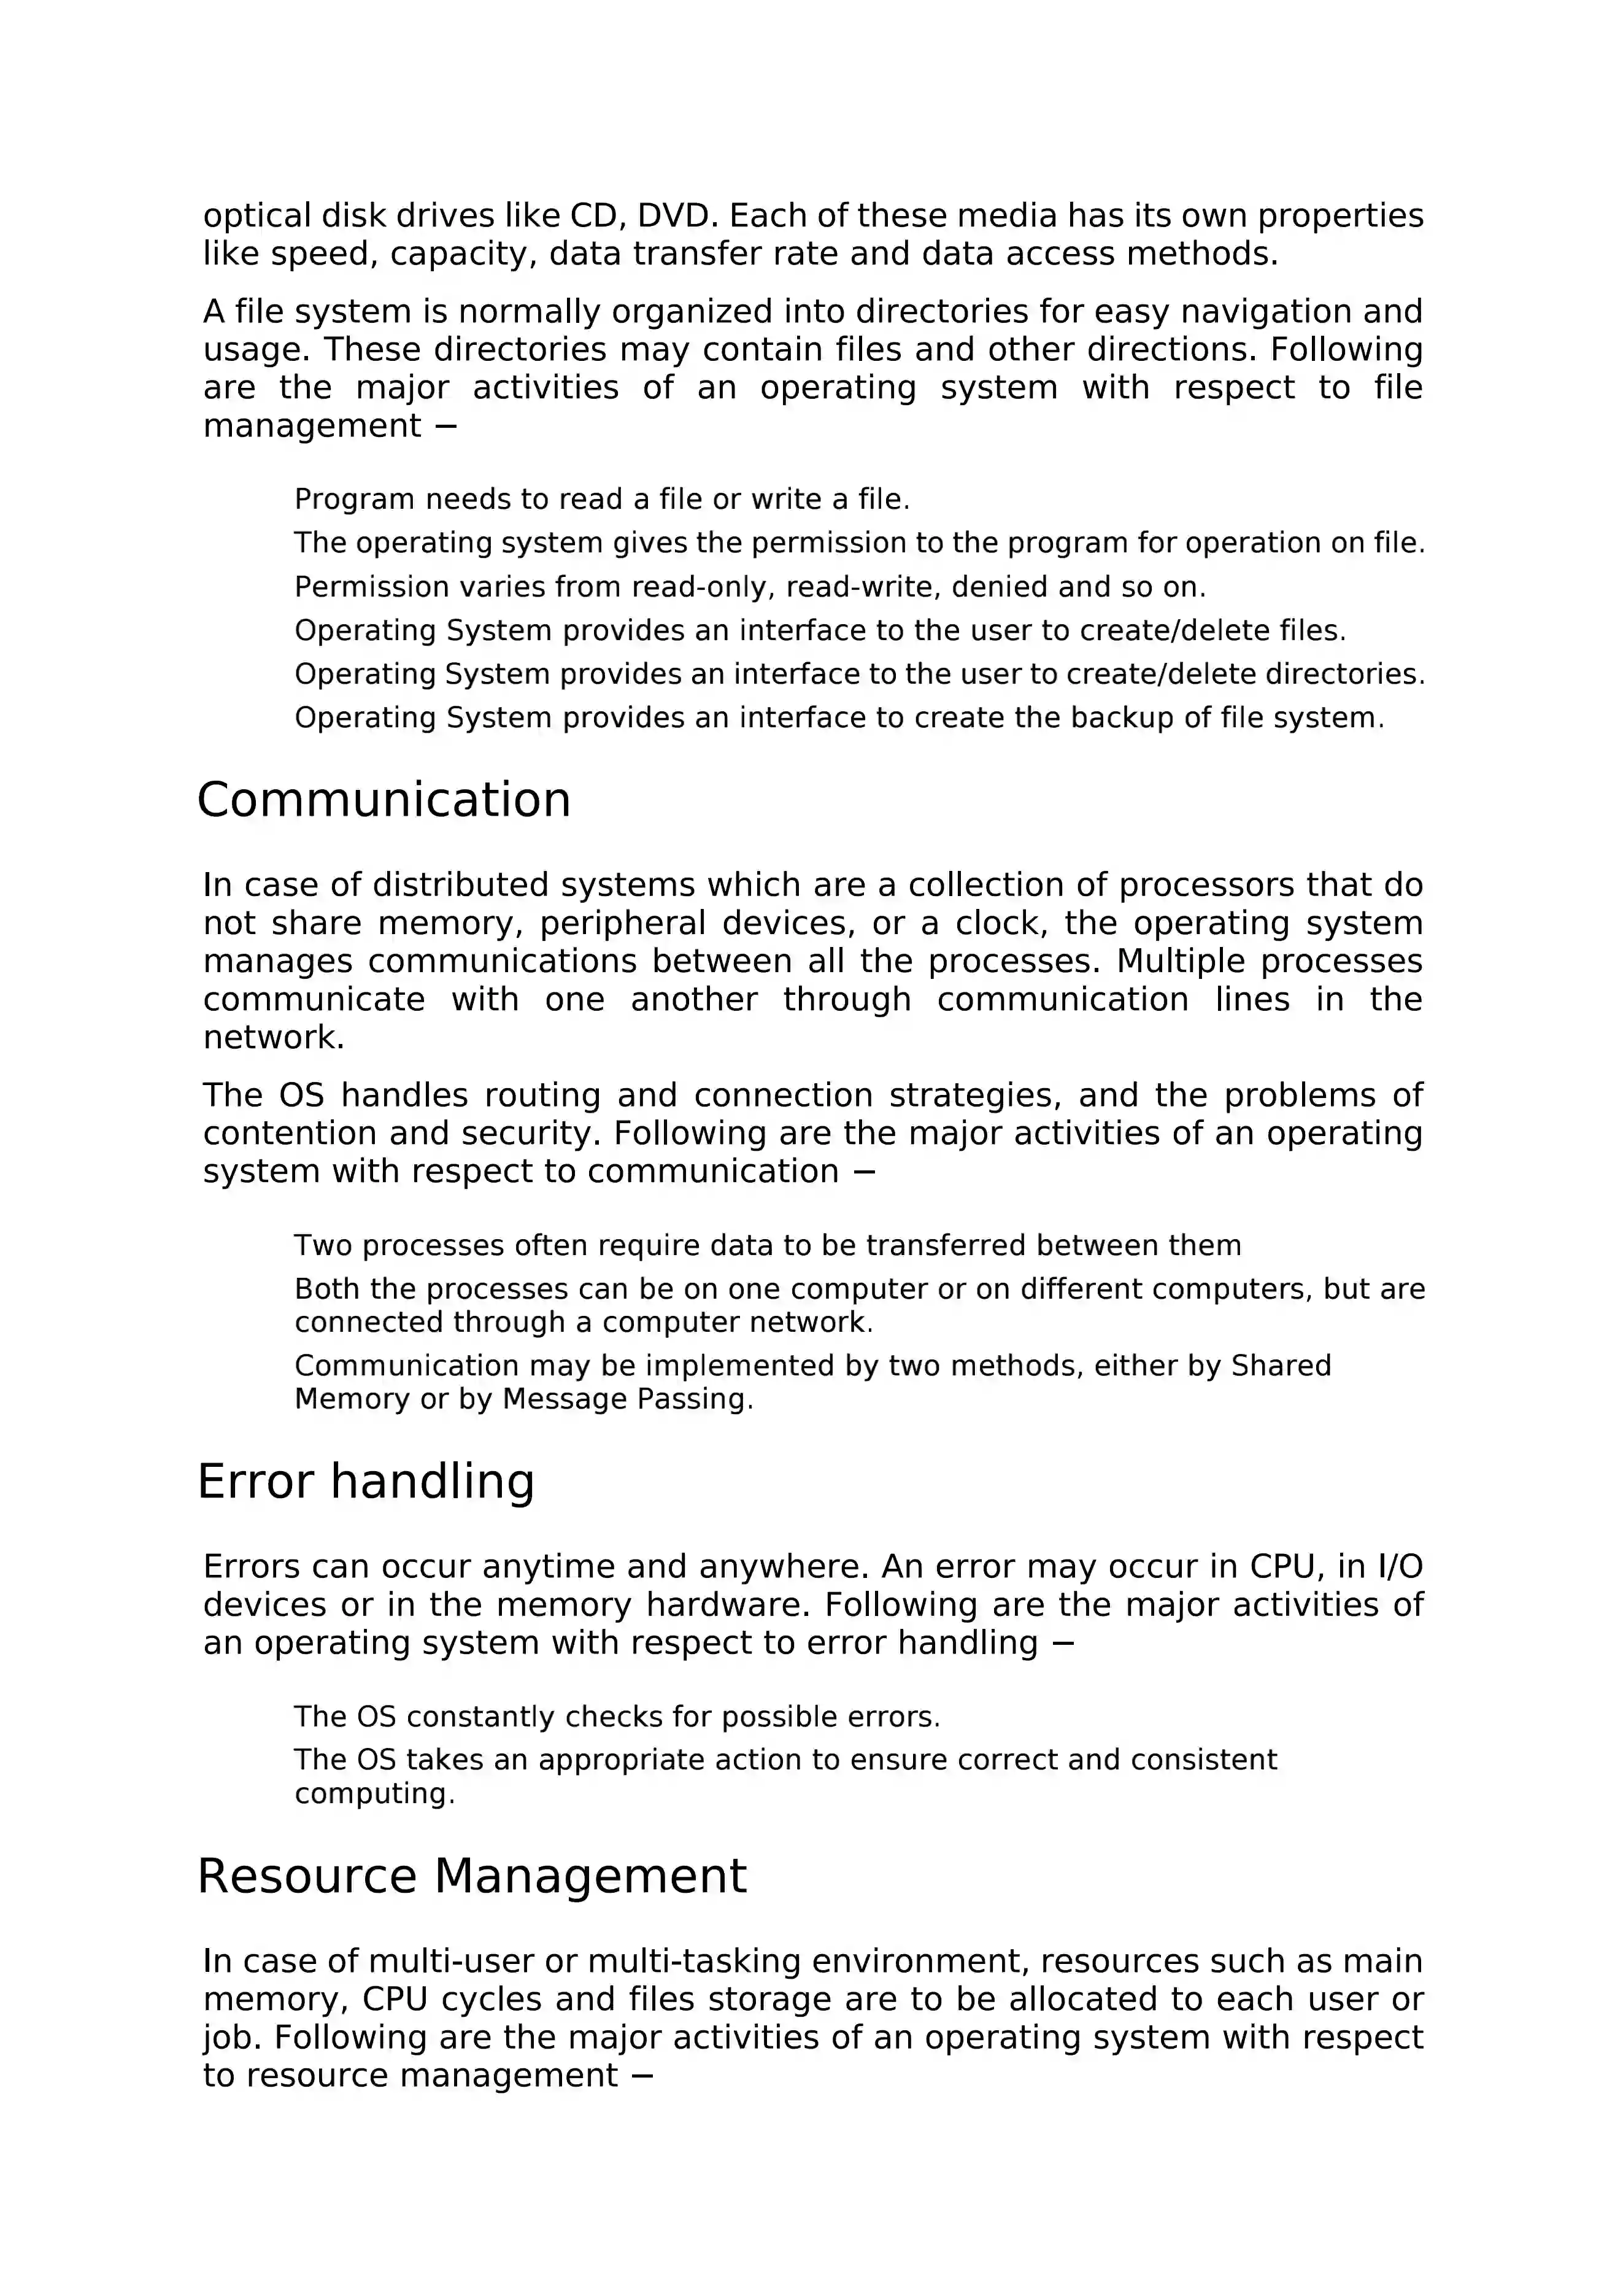 optical disk drives like CD, DVD. Each of these media has its own properties
like speed, capacity, data transfer rate and data access methods.
A file system is normally organized into directories for easy navigation and
usage. These directories may contain files and other directions. Following
are the major activities of an operating system with respect to file
management −
Program needs to read a file or write a file.
The operating system gives the permission to the program for operation on file.
Permission varies from read-only, read-write, denied and so on.
Operating System provides an interface to the user to create/delete files.
Operating System provides an interface to the user to create/delete directories.
Operating System provides an interface to create the backup of file system.
Communication
In case of distributed systems which are a collection of processors that do
not share memory, peripheral devices, or a clock, the operating system
manages communications between all the processes. Multiple processes
communicate with one another through communication lines in the
network.
The OS handles routing and connection strategies, and the problems of
contention and security. Following are the major activities of an operating
system with respect to communication −
Two processes often require data to be transferred between them
Both the processes can be on one computer or on different computers, but are
connected through a computer network.
Communication may be implemented by two methods, either by Shared
Memory or by Message Passing.
Error handling
Errors can occur anytime and anywhere. An error may occur in CPU, in I/O
devices or in the memory hardware. Following are the major activities of
an operating system with respect to error handling −
The OS constantly checks for possible errors.
The OS takes an appropriate action to ensure correct and consistent
computing.
Resource Management
In case of multi-user or multi-tasking environment, resources such as main
memory, CPU cycles and files storage are to be allocated to each user or
job. Following are the major activities of an operating system with respect
to resource management −